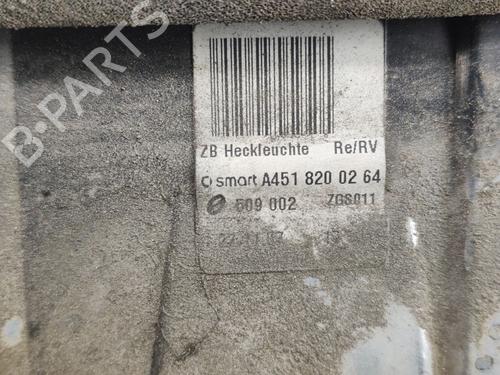 ZB Heckleuchte Re/RV
smart A451 820 02 64
509 002 ZGS011
B-PARTS